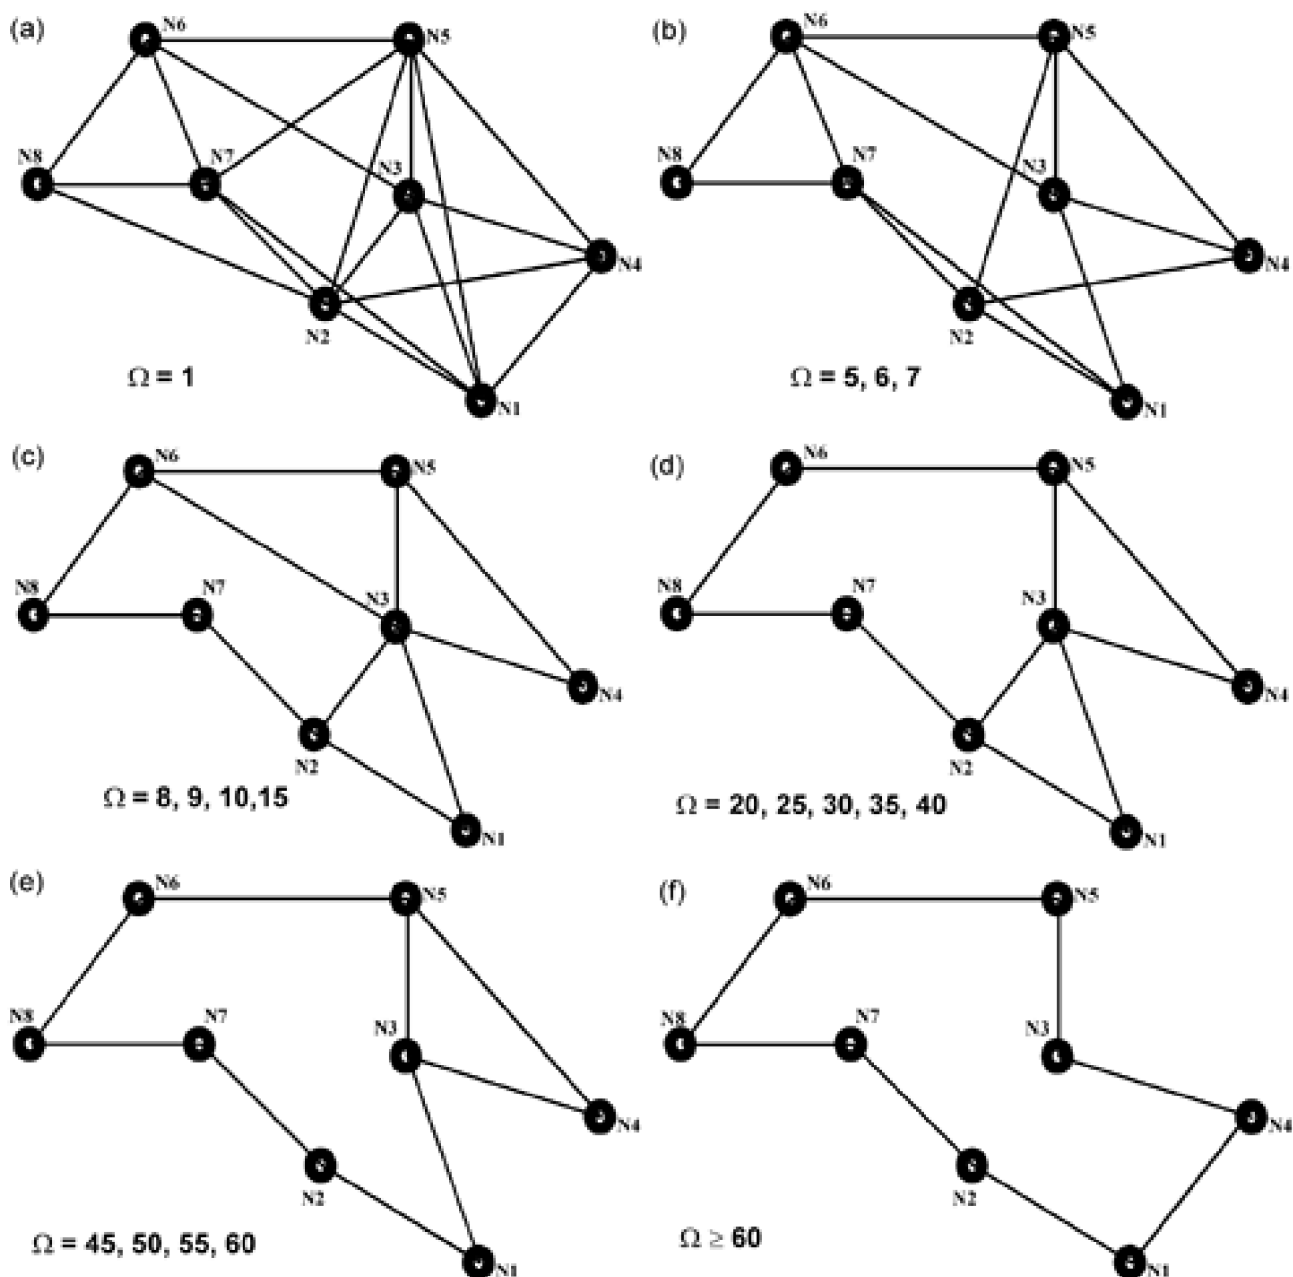 (a)
N6
N5
N8
N7
N3
N4
N2
N1
Ω = 1
(b)
N6
N5
N8
N7
N3
N4
N2
N1
Ω = 5, 6, 7
(c)
N6
N5
N8
N7
N3
N4
N2
N1
Ω = 8, 9, 10,15
(d)
N6
N5
N8
N7
N3
N4
N2
N1
Ω = 20, 25, 30, 35, 40
(e)
N6
N5
N8
N7
N3
N4
N2
N1
Ω = 45, 50, 55, 60
(f)
N6
N5
N8
N7
N3
N4
N2
N1
Ω ≥ 60